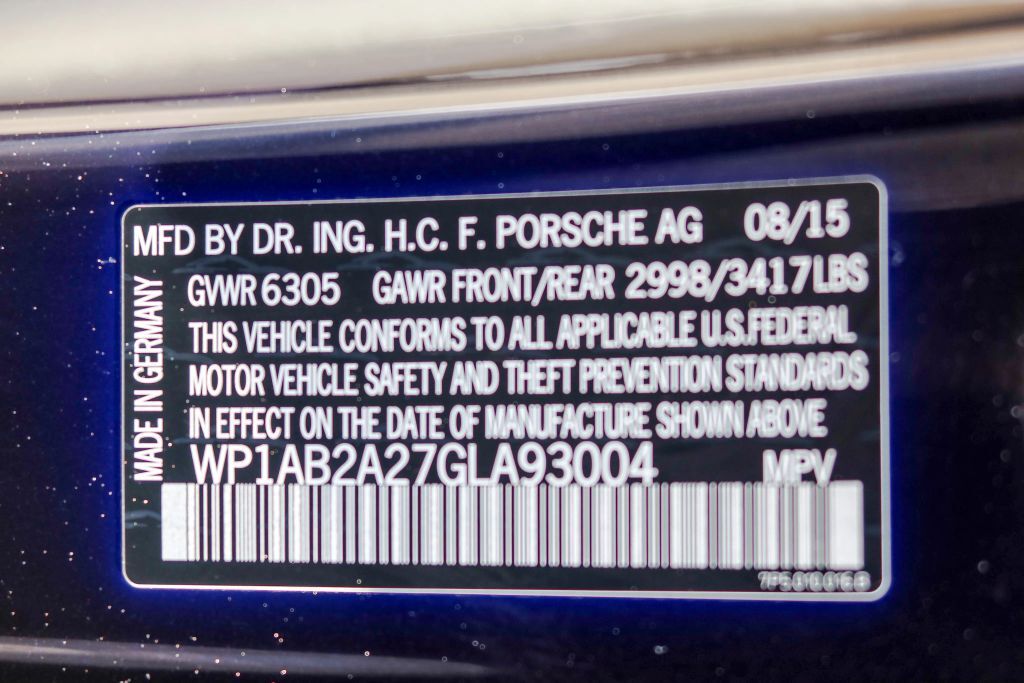 MFD BY DR. ING. H.C. F. PORSCHE AG 08/15
GVWR 6305 GAWR FRONT/REAR 2998/3417LBS
THIS VEHICLE CONFORMS TO ALL APPLICABLE U.S.FEDERAL
MOTOR VEHICLE SAFETY AND THEFT PREVENTION STANDARDS
IN EFFECT ON THE DATE OF MANUFACTURE SHOWN ABOVE
WP1AB2A27GLA93004 MPV
MADE IN GERMANY